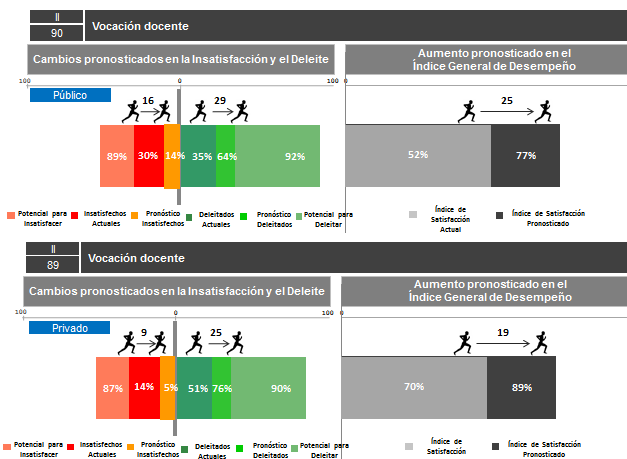 II
90
Vocación docente
Cambios pronosticados en la Insatisfacción y el Deleite
Aumento pronosticado en el
Índice General de Desempeño
100
0
100
0
Público
16
29
25
89%
30%
14%
35%
64%
92%
52%
77%
Potencial para
Insatisfacer
Insatisfechos
Actuales
Pronóstico
Insatisfechos
Deleitados
Actuales
Pronóstico
Deleitados
Potencial para
Deleitar
Índice de
Satisfacción
Actual
Índice de Satisfacción
Pronosticado
II
89
Vocación docente
Cambios pronosticados en la Insatisfacción y el Deleite
Aumento pronosticado en el
Índice General de Desempeño
100
0
100
0
Privado
9
25
19
87%
14%
5%
51%
76%
90%
70%
89%
Potencial para
Insatisfacer
Insatisfechos
Actuales
Pronóstico
Insatisfechos
Deleitados
Actuales
Pronóstico
Deleitados
Potencial para
Deleitar
Índice de
Satisfacción
Índice de Satisfacción
Pronosticado